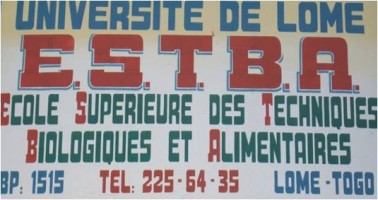 UNIVERSITE DE LOME
E.S.T.B.A.
ECOLE SUPERIEURE DES TECHNIQUES
BIOLOGIQUES ET ALIMENTAIRES
BP: 1515 TEL: 225-64-35 LOME-TOGO